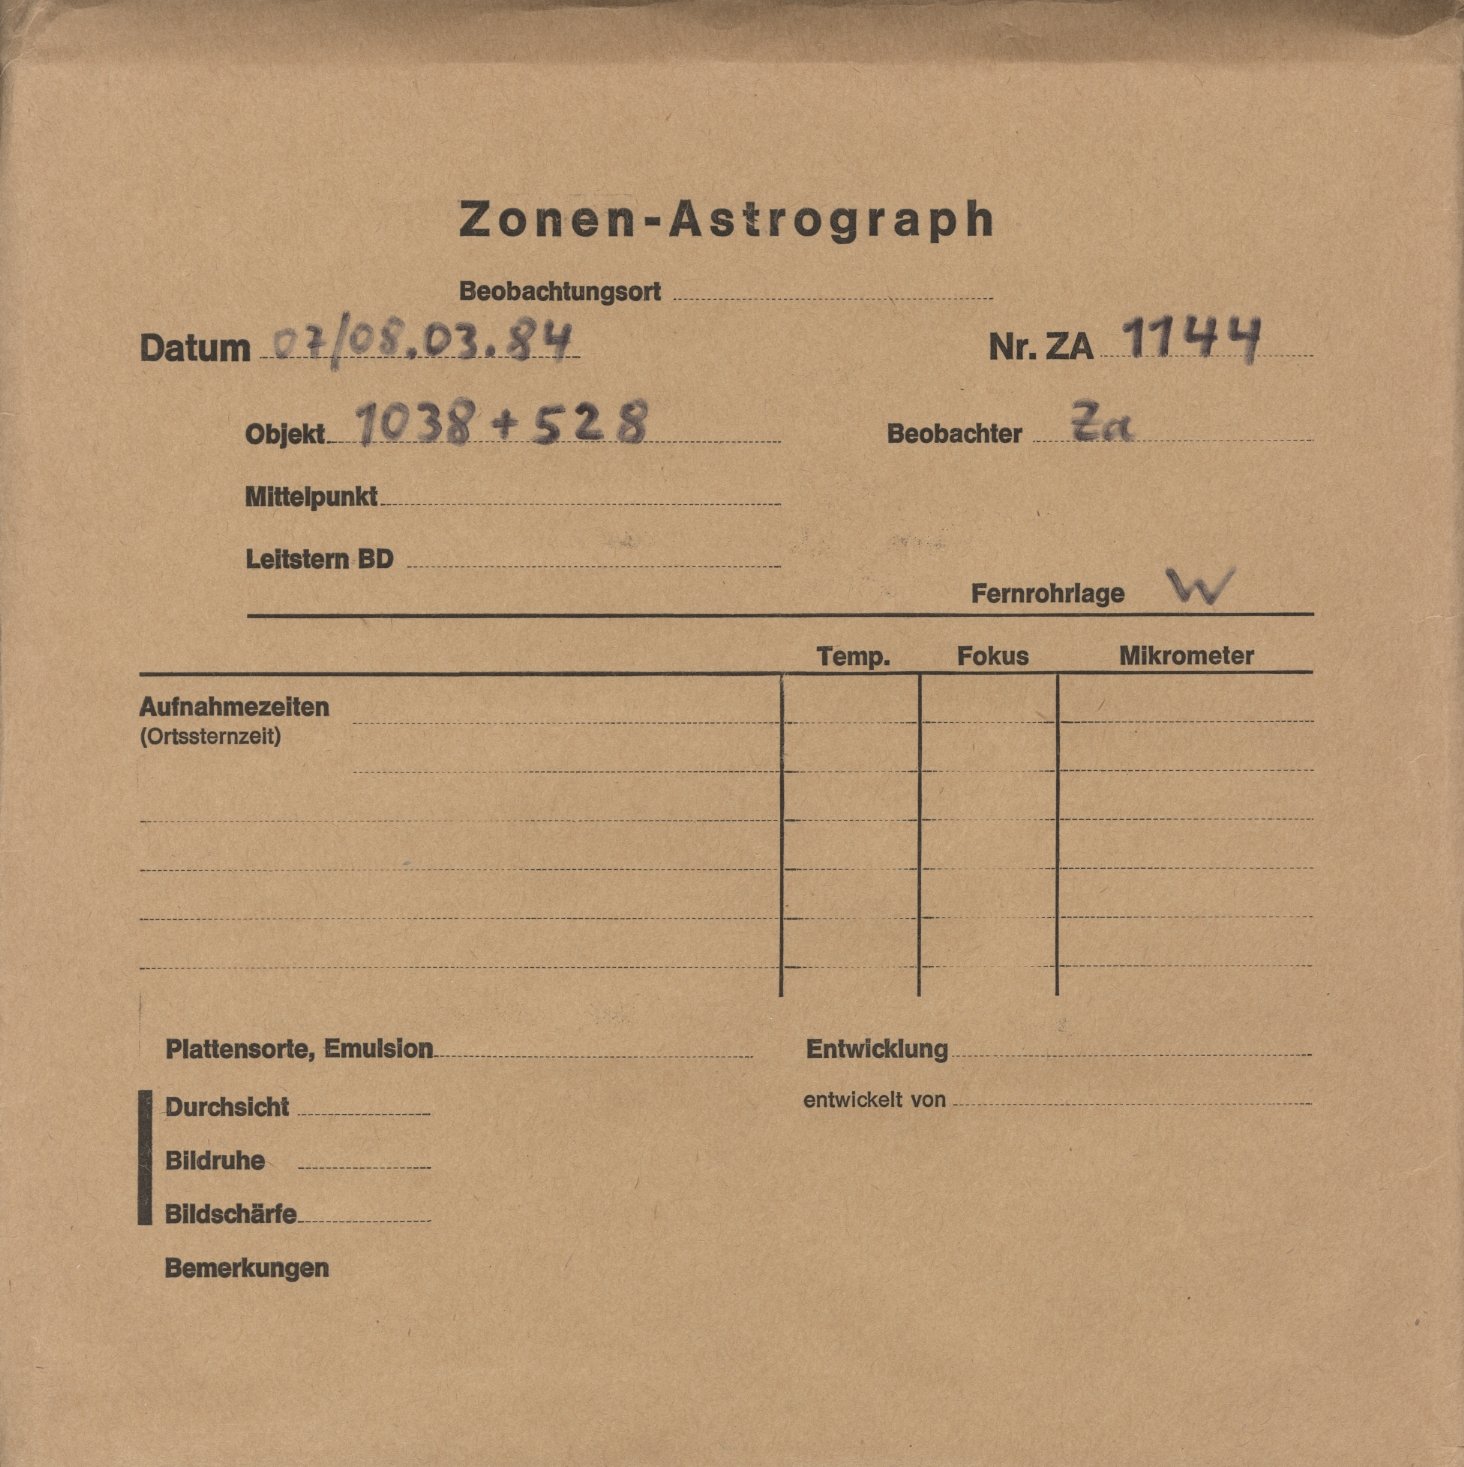 Zonen-Astrograph
Beobachtungsort
Datum 07/08.03.84 Nr. ZA 1144
Objekt 1038+528 Beobachter Za
Mittelpunkt
Leitstern BD
Fernrohrlage W
Temp. Fokus Mikrometer
Aufnahmezeiten
(Ortssternzeit)
Plattensorte, Emulsion Entwicklung
Durchsicht entwickelt von
Bildruhe
Bildschärfe
Bemerkungen